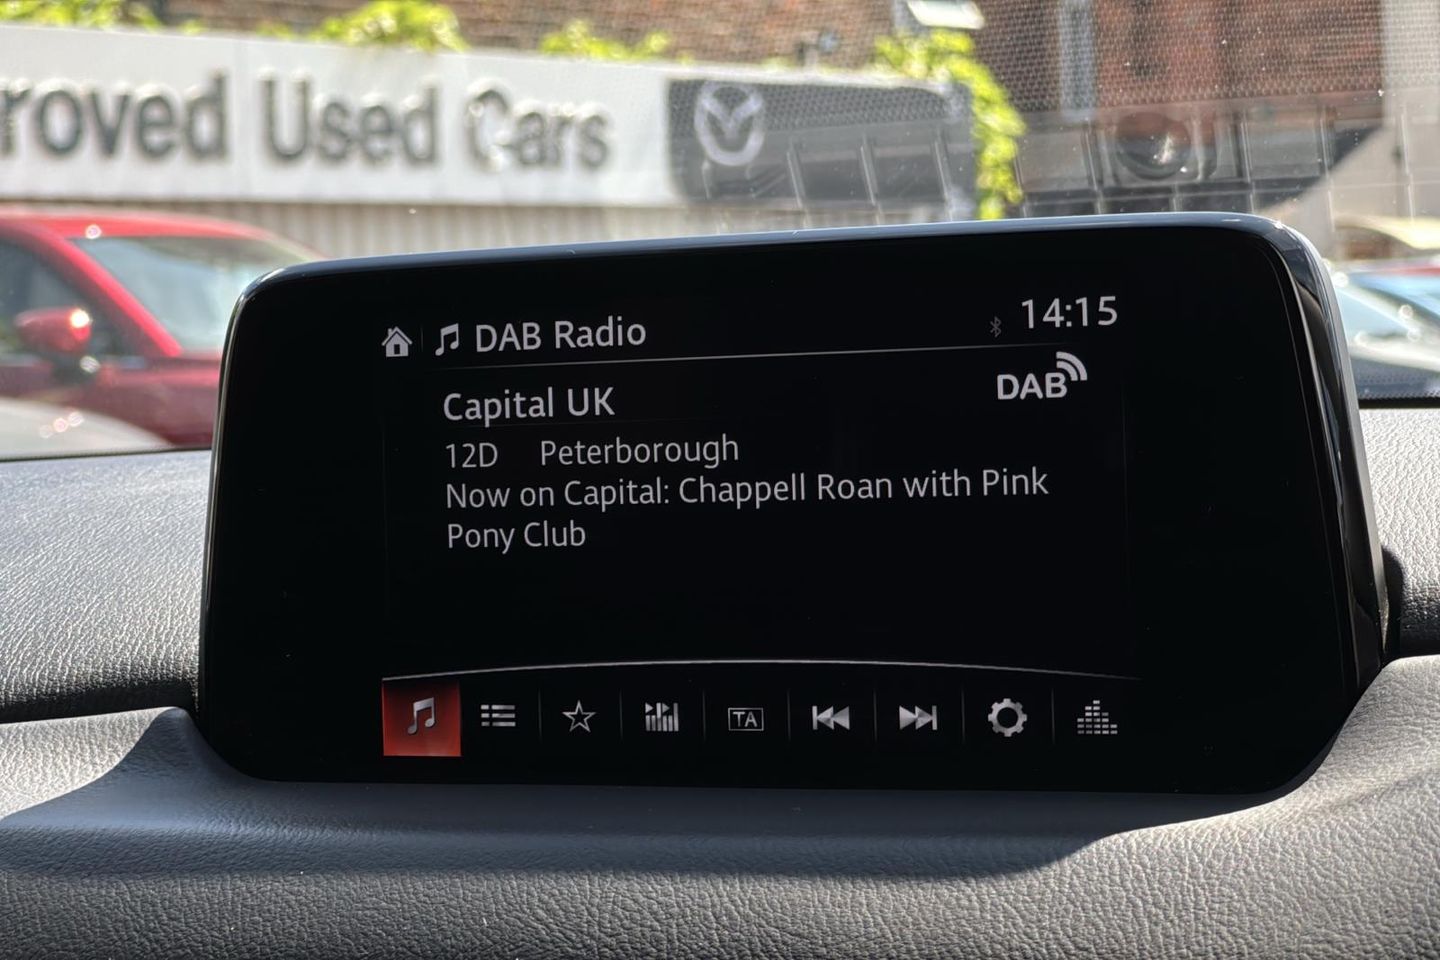 roved Used Cars
DAB Radio
14:15
Capital UK
DAB
12D Peterborough
Now on Capital: Chappell Roan with Pink
Pony Club
TA